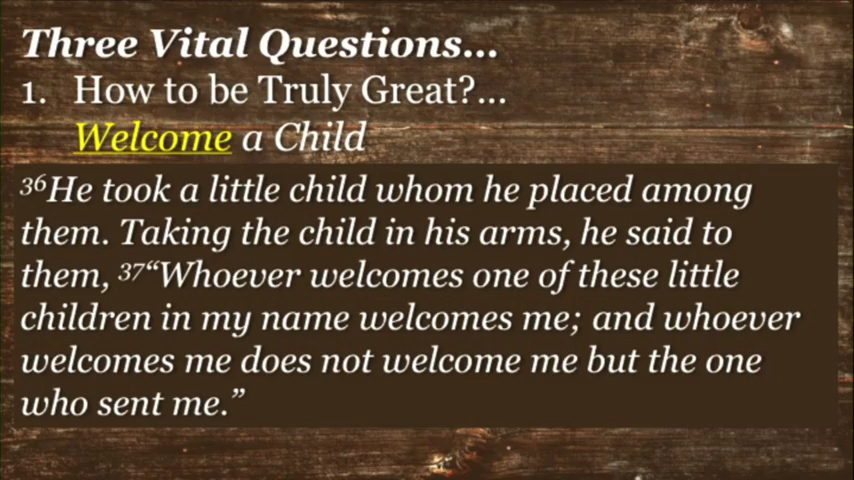 Three Vital Questions...
1. How to be Truly Great?...
Welcome a Child
36He took a little child whom he placed among
them. Taking the child in his arms, he said to
them, 37“Whoever welcomes one of these little
children in my name welcomes me; and whoever
welcomes me does not welcome me but the one
who sent me.”